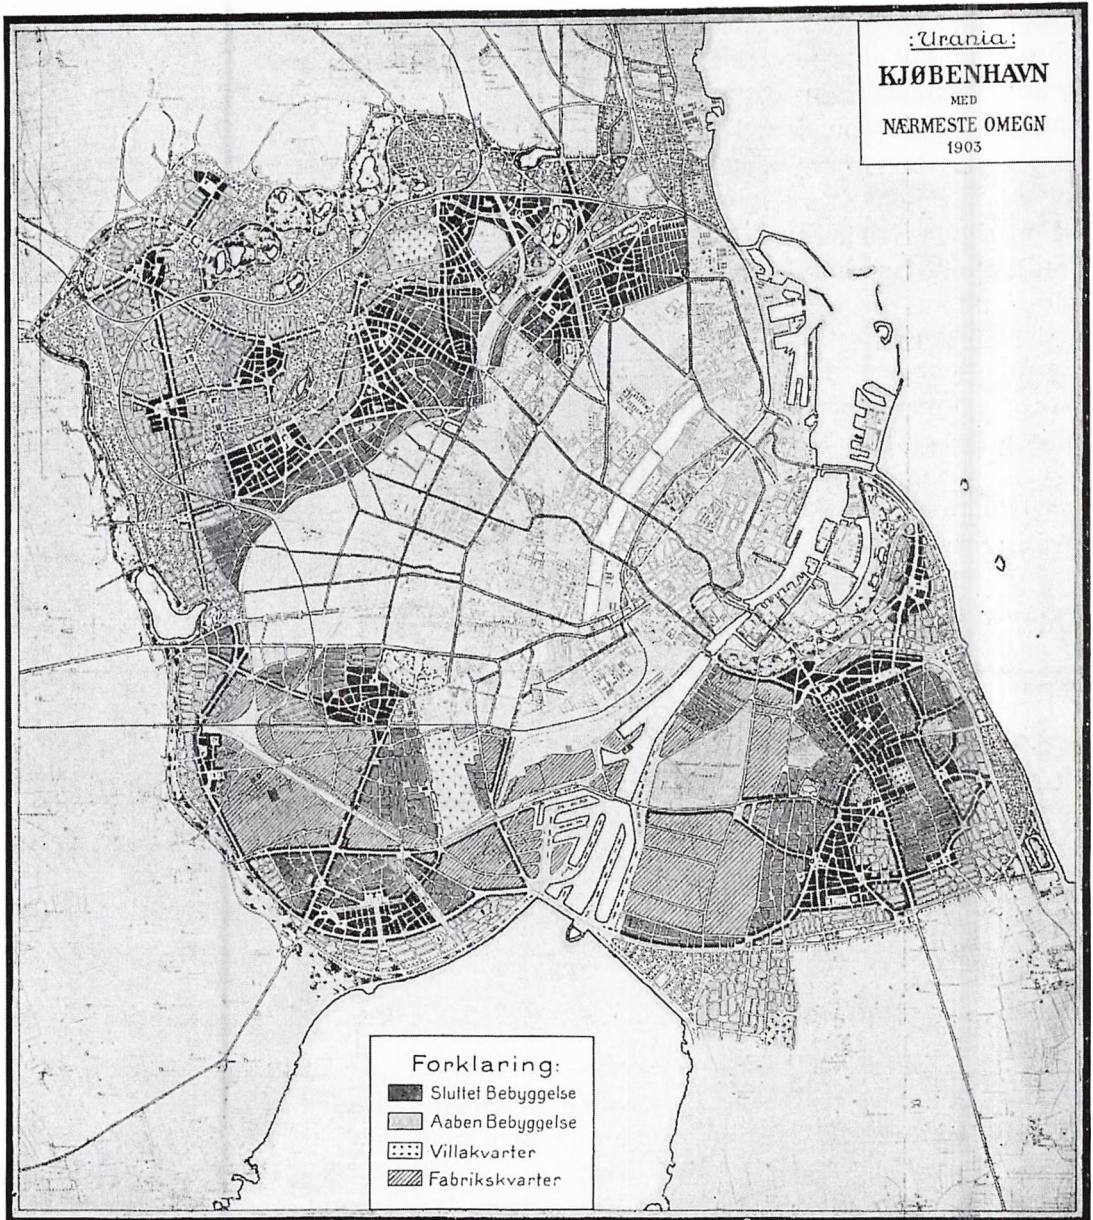 :Urania:
KJØBENHAVN
MED
NÆRMESTE OMEGN
1903
Forklaring:
Sluttet Bebyggelse
Aaben Bebyggelse
Villakvarter
Fabrikskvarter